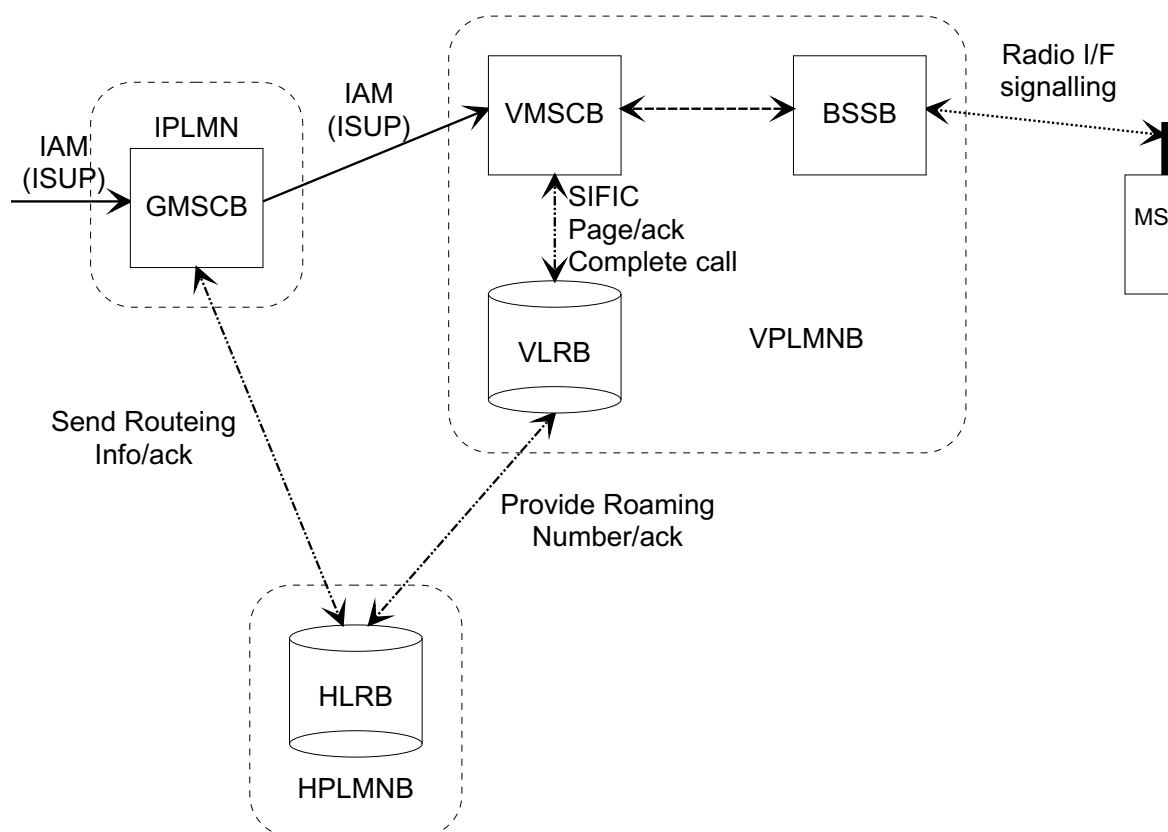 Radio I/F
signalling
IAM
(ISUP)
IPLMN
VMSCB
BSSB
IAM
(ISUP)
GMSCB
MS
SIFIC
Page/ack
Complete call
VLRB
VPLMNB
Send Routeing
Info/ack
Provide Roaming
Number/ack
HLRB
HPLMNB